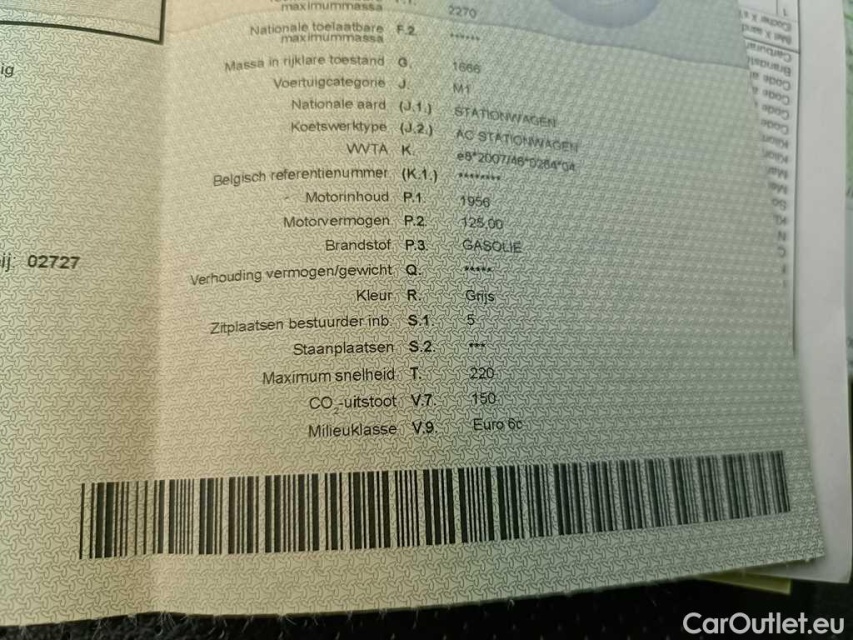 maximummassa F.1. 2270
Nationale toelaatbare maximummassa F.2. ******
Massa in rijklare toestand G. 1666
Voertuigcategorie J. M1
Nationale aard (J.1.) STATIONWAGEN
Koetswerktype (J.2.) AC STATIONWAGEN
WVTA K. e6*2007/46*0264*04
Belgisch referentienummer (K.1.) ********
Motorinhoud P.1. 1956
Motorvermogen P.2. 125,00
Brandstof P.3. GASOLIE
ij: 02727
Verhouding vermogen/gewicht Q. *****
Kleur R. Grijs
Zitplaatsen bestuurder inb. S.1. 5
Staanplaatsen S.2. ***
Maximum snelheid T. 220
CO2-uitstoot V.7. 150
Milieuklasse V.9. Euro 6c
ig
CarOutlet.eu